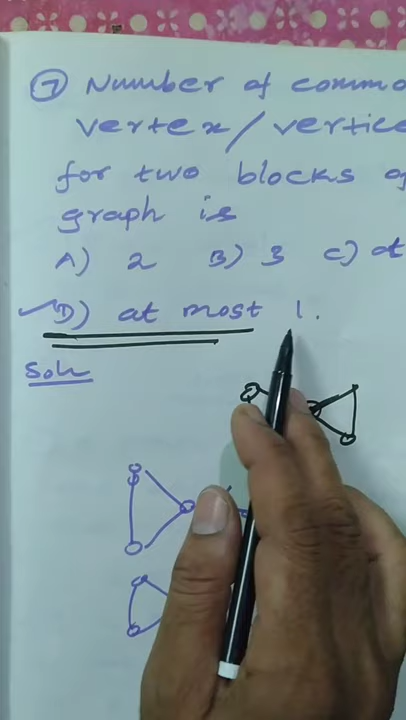 ⑦ Number of commo
vertex/vertice
for two blocks o
graph is
A) 2 B) 3 C) at
D) at most 1.
Soln